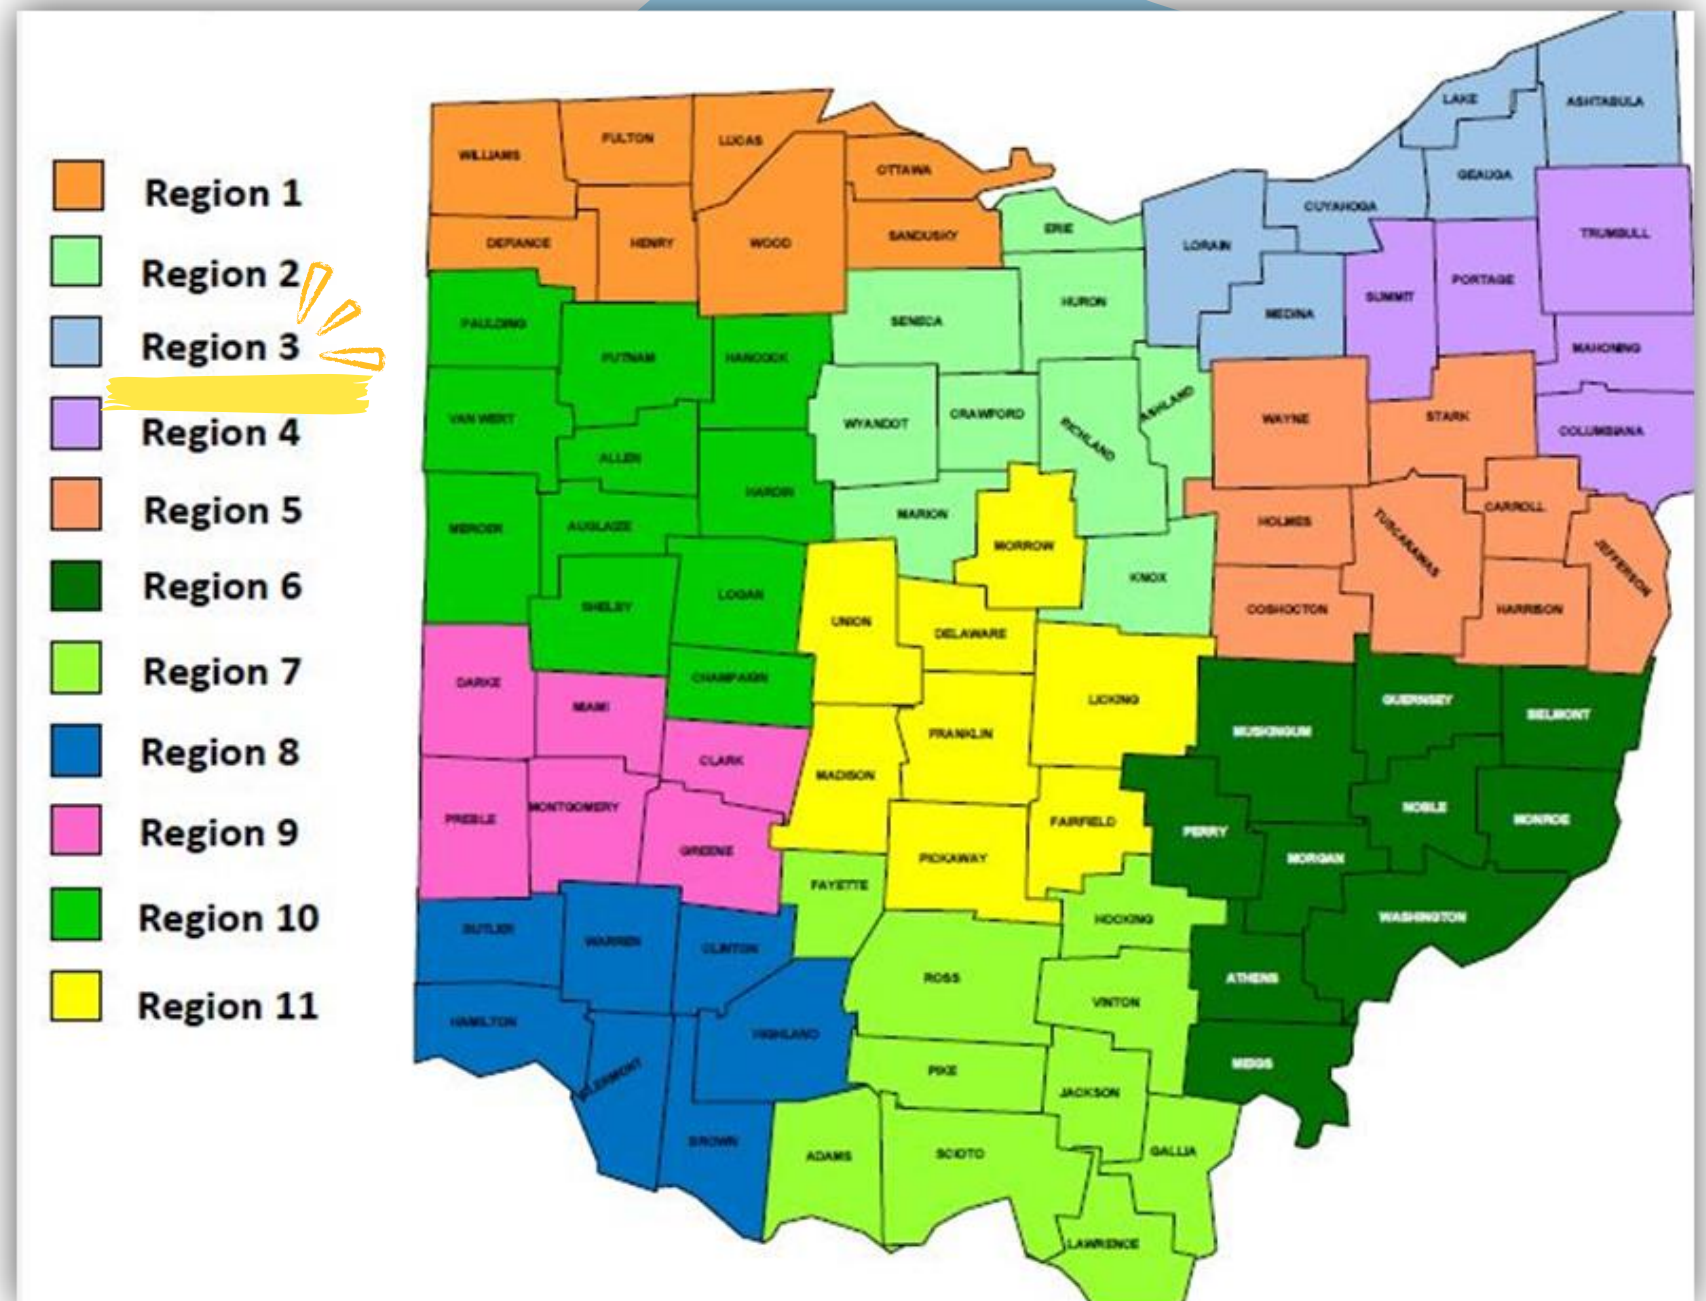 Region 1
Region 2
Region 3
Region 4
Region 5
Region 6
Region 7
Region 8
Region 9
Region 10
Region 11
LAKE
ASHTABULA
FULTON
LUCAS
WILLIAMS
OTTAWA
GEAUGA
CUYAHOGA
ERIE
SANDUSKY
TRUMBULL
DEFIANCE
HENRY
WOOD
LORAIN
PORTAGE
SUMMIT
HURON
MEDINA
SENECA
PAULDING
PUTNAM
HANCOCK
MAHONING
VAN WERT
WYANDOT
CRAWFORD
RICHLAND
ASHLAND
WAYNE
STARK
COLUMBIANA
ALLEN
HARDIN
MERCER
AUGLAIZE
MARION
MORROW
HOLMES
TUSCARAWAS
CARROLL
JEFFERSON
KNOX
SHELBY
LOGAN
UNION
DELAWARE
COSHOCTON
HARRISON
DARKE
MIAMI
CHAMPAIGN
LICKING
GUERNSEY
BELMONT
MUSKINGUM
FRANKLIN
CLARK
MADISON
PREBLE
MONTGOMERY
NOBLE
MONROE
FAIRFIELD
PERRY
GREENE
PICKAWAY
MORGAN
FAYETTE
HOCKING
WASHINGTON
BUTLER
WARREN
CLINTON
ROSS
ATHENS
VINTON
HAMILTON
HIGHLAND
CLERMONT
PIKE
JACKSON
MEIGS
BROWN
ADAMS
SCIOTO
GALLIA
LAWRENCE